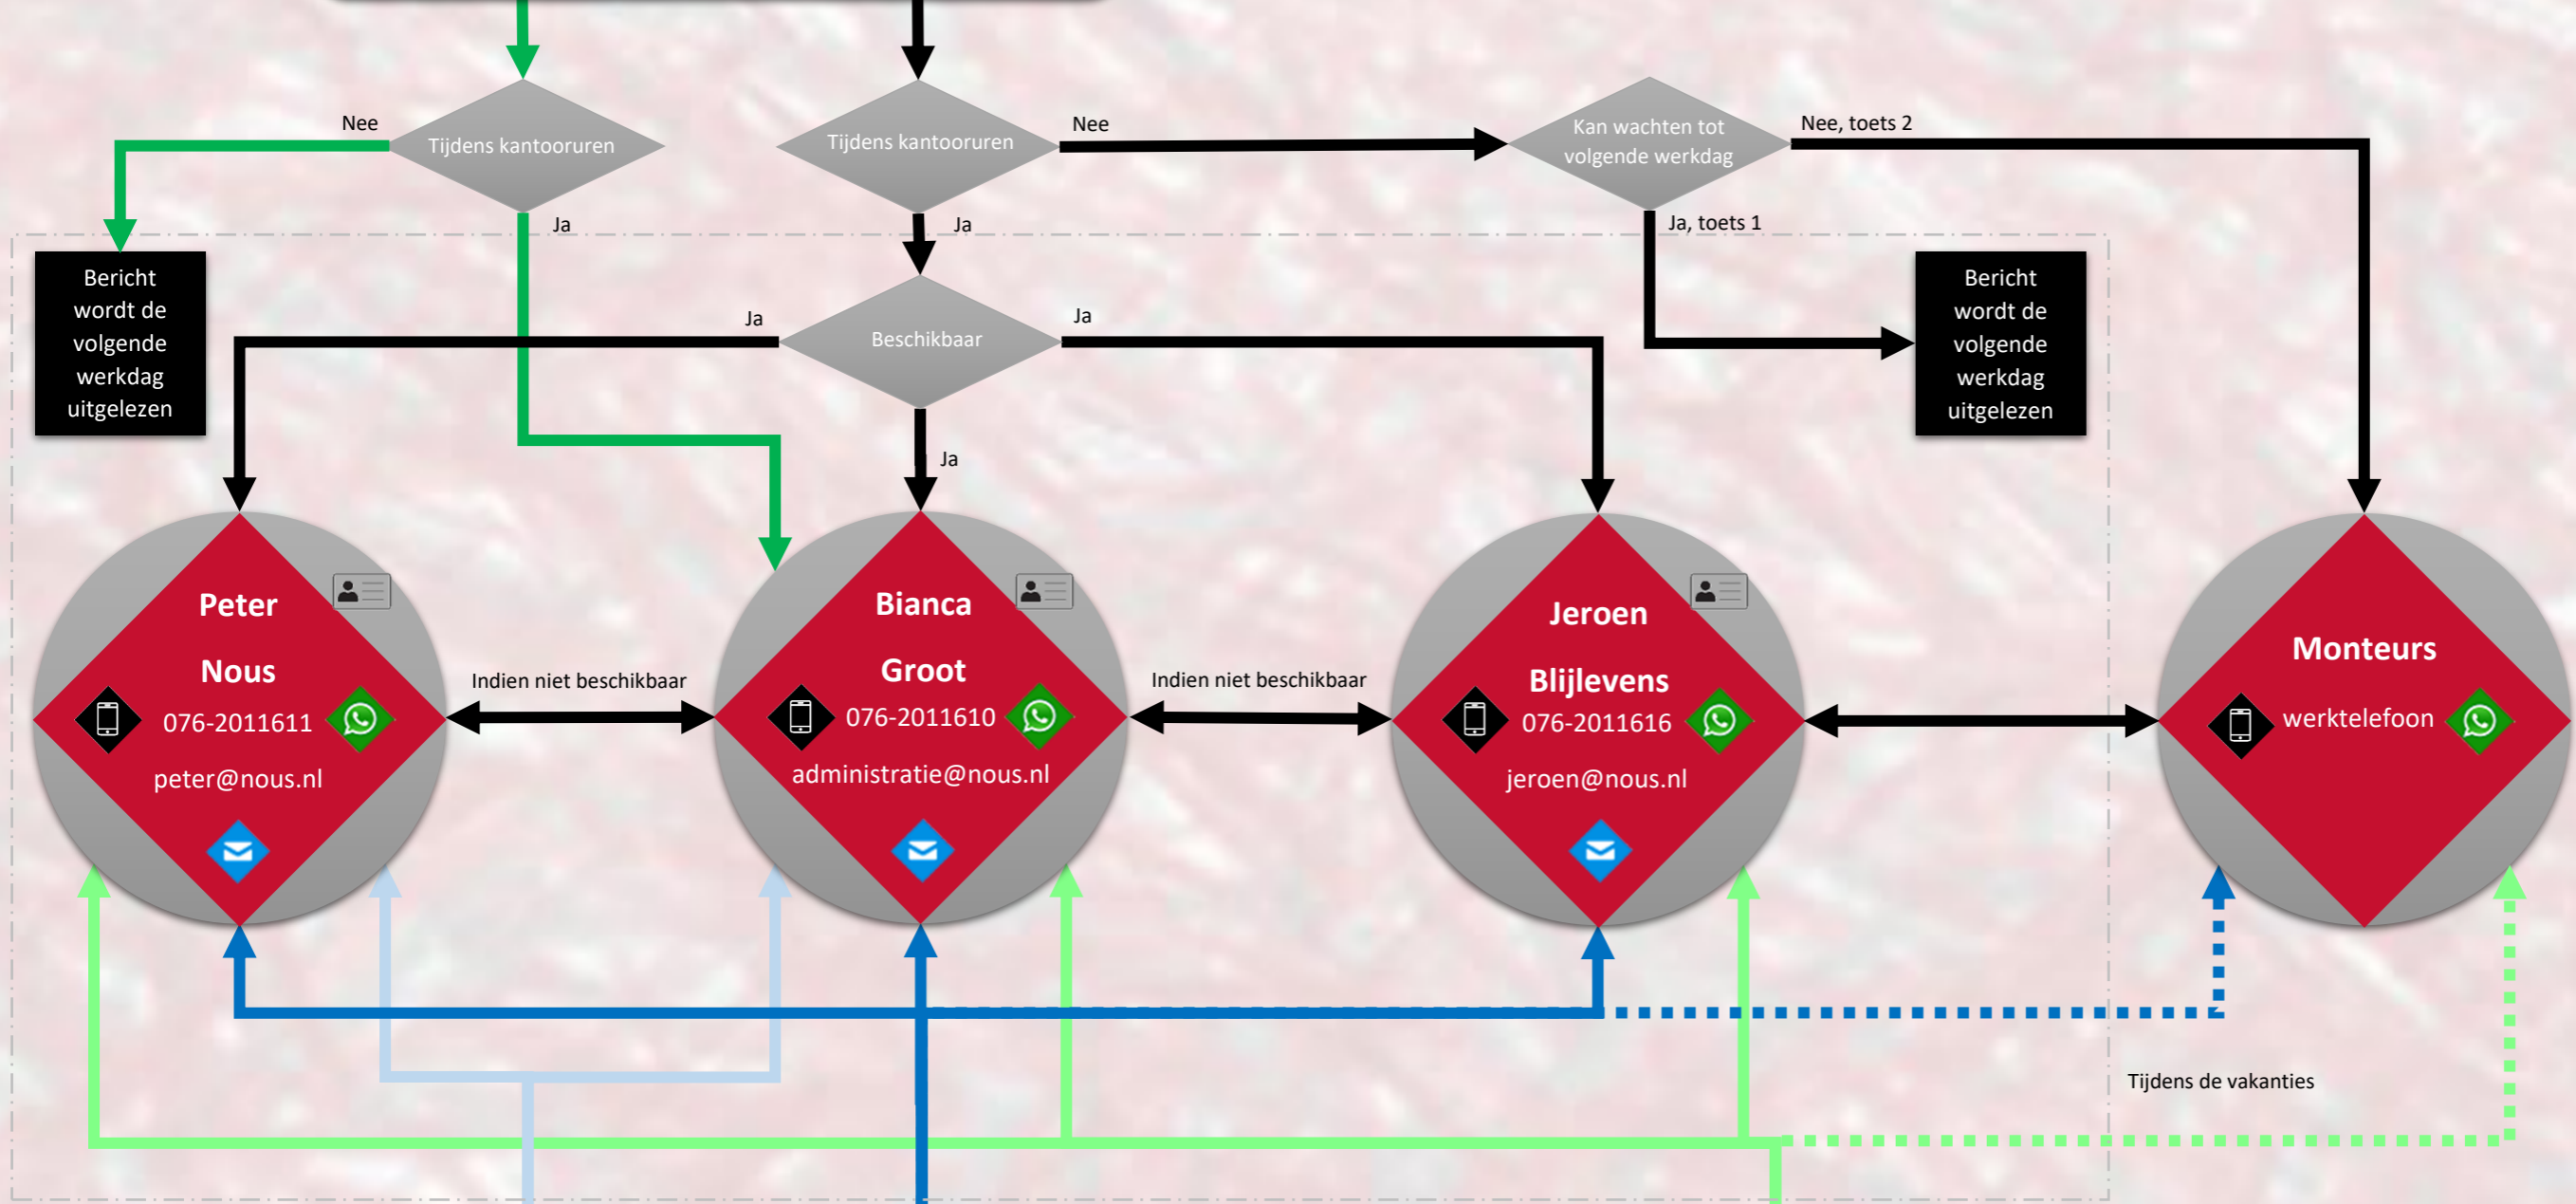 Nee
Tijdens kantooruren
Tijdens kantooruren
Nee
Kan wachten tot
volgende werkdag
Nee, toets 2
Ja
Ja
Ja, toets 1
Bericht
wordt de
volgende
werkdag
uitgelezen
Ja
Beschikbaar
Ja
Bericht
wordt de
volgende
werkdag
uitgelezen
Ja
Peter
Nous
076-2011611
peter@nous.nl
Indien niet beschikbaar
Bianca
Groot
076-2011610
administratie@nous.nl
Indien niet beschikbaar
Jeroen
Blijlevens
076-2011616
jeroen@nous.nl
Monteurs
werktelefoon
Tijdens de vakanties